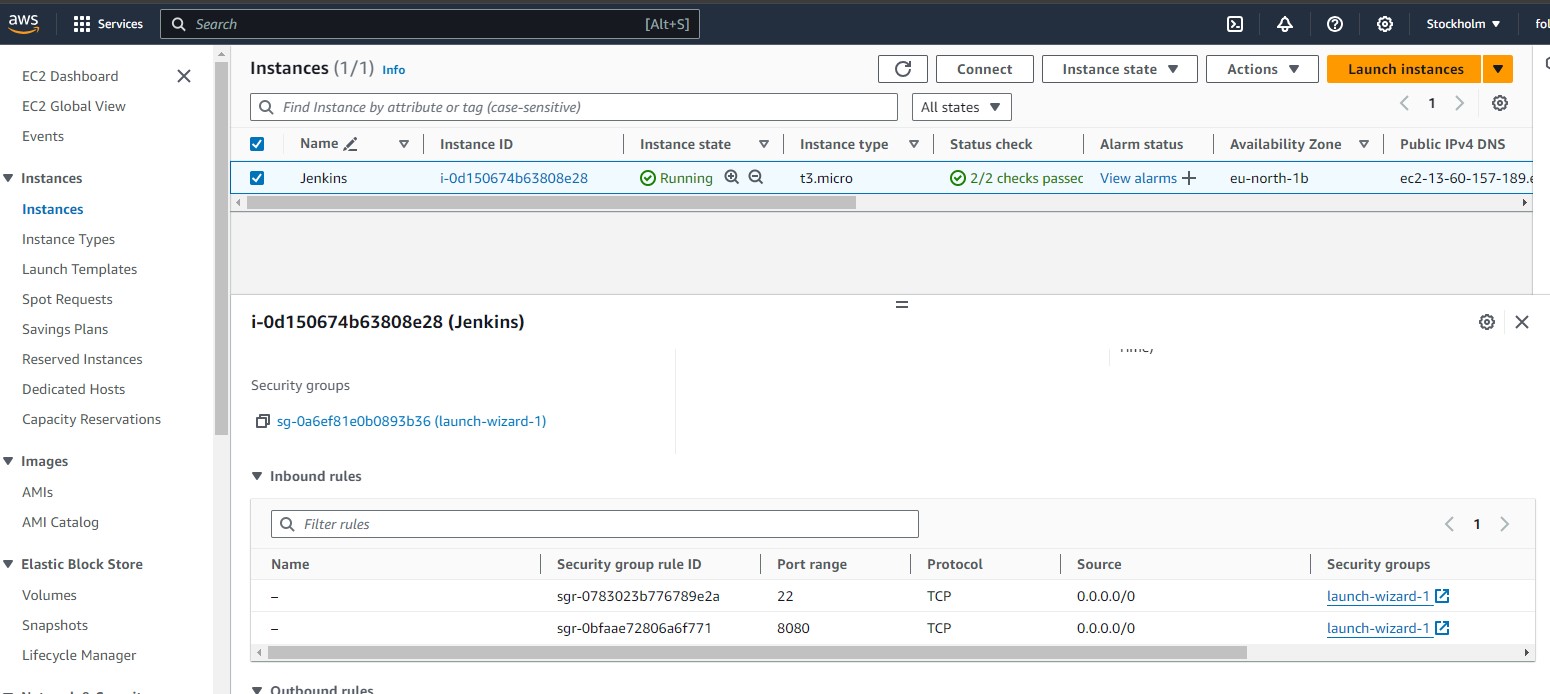 aws Services Search [Alt+S] Stockholm
EC2 Dashboard
EC2 Global View
Events
Instances
Instances
Instance Types
Launch Templates
Spot Requests
Savings Plans
Reserved Instances
Dedicated Hosts
Capacity Reservations
Images
AMIs
AMI Catalog
Elastic Block Store
Volumes
Snapshots
Lifecycle Manager
Instances (1/1) Info Connect Instance state Actions Launch instances
Find Instance by attribute or tag (case-sensitive) All states 1
Name Instance ID Instance state Instance type Status check Alarm status Availability Zone Public IPv4 DNS
Jenkins i-0d150674b63808e28 Running t3.micro 2/2 checks passec View alarms + eu-north-1b ec2-13-60-157-189.e
i-0d150674b63808e28 (Jenkins)
Security groups
sg-0a6ef81e0b0893b36 (launch-wizard-1)
Inbound rules
Filter rules 1
Name Security group rule ID Port range Protocol Source Security groups
– sgr-0783023b776789e2a 22 TCP 0.0.0.0/0 launch-wizard-1
– sgr-0bfaae72806a6f771 8080 TCP 0.0.0.0/0 launch-wizard-1
Outbound rules